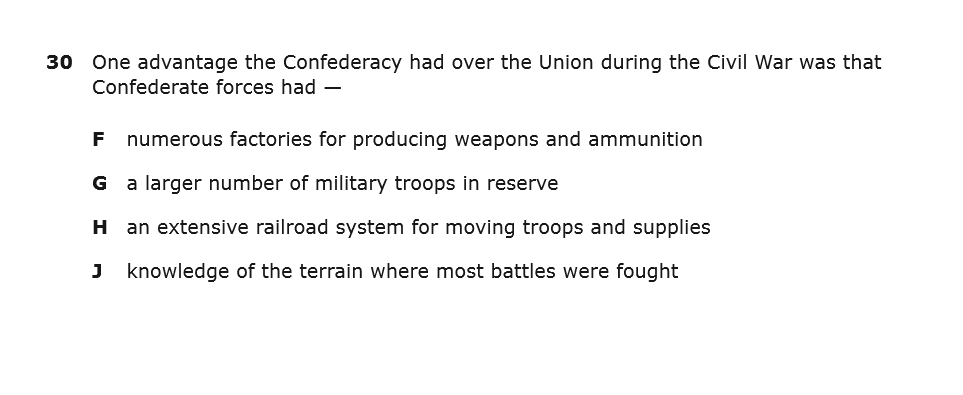 30 One advantage the Confederacy had over the Union during the Civil War was that
Confederate forces had —
F numerous factories for producing weapons and ammunition
G a larger number of military troops in reserve
H an extensive railroad system for moving troops and supplies
J knowledge of the terrain where most battles were fought